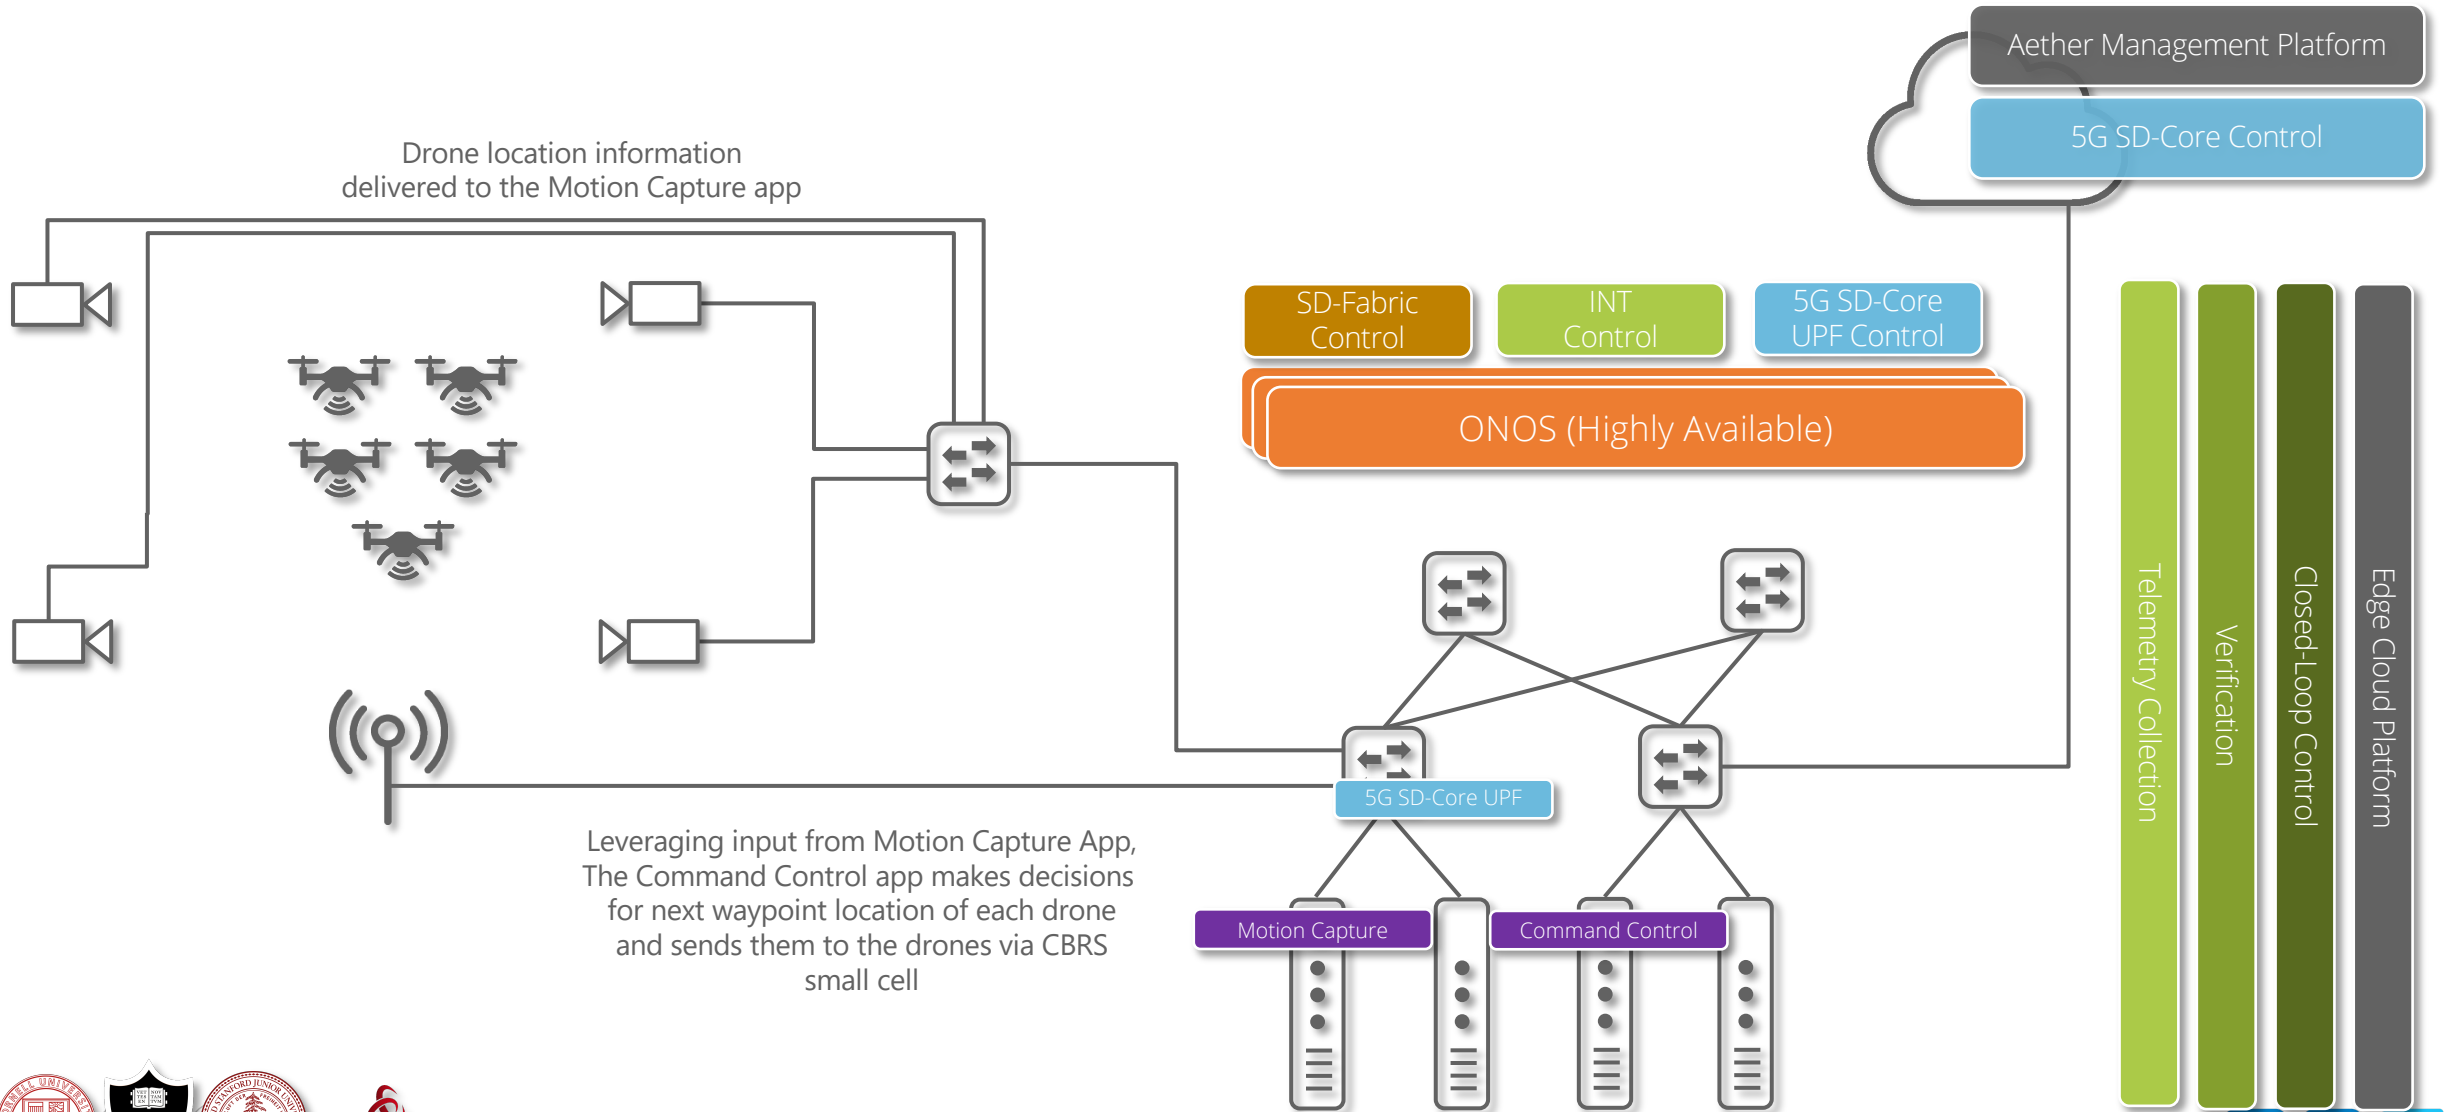 Aether Management Platform
5G SD-Core Control
Drone location information
delivered to the Motion Capture app
SD-Fabric
Control
INT
Control
5G SD-Core
UPF Control
ONOS (Highly Available)
Telemetry Collection
Verification
Closed-Loop Control
Edge Cloud Platform
5G SD-Core UPF
Leveraging input from Motion Capture App,
The Command Control app makes decisions
for next waypoint location of each drone
and sends them to the drones via CBRS
small cell
Motion Capture
Command Control